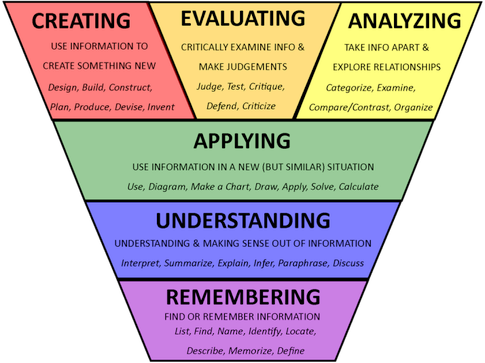 CREATING
USE INFORMATION TO
CREATE SOMETHING NEW
Design, Build, Construct,
Plan, Produce, Devise, Invent
EVALUATING
CRITICALLY EXAMINE INFO &
MAKE JUDGEMENTS
Judge, Test, Critique,
Defend, Criticize
ANALYZING
TAKE INFO APART &
EXPLORE RELATIONSHIPS
Categorize, Examine,
Compare/Contrast, Organize
APPLYING
USE INFORMATION IN A NEW (BUT SIMILAR) SITUATION
Use, Diagram, Make a Chart, Draw, Apply, Solve, Calculate
UNDERSTANDING
UNDERSTANDING & MAKING SENSE OUT OF INFORMATION
Interpret, Summarize, Explain, Infer, Paraphrase, Discuss
REMEMBERING
FIND OR REMEMBER INFORMATION
List, Find, Name, Identify, Locate,
Describe, Memorize, Define